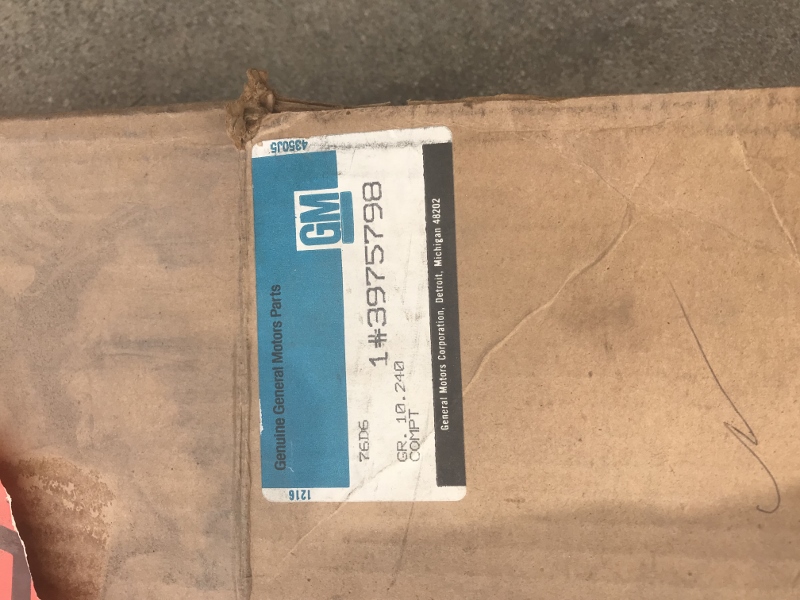 Genuine General Motors Parts
GM
1#3975798
76D6
GR. 10.240
COMPT
General Motors Corporation, Detroit, Michigan 48202
1216
4350J5